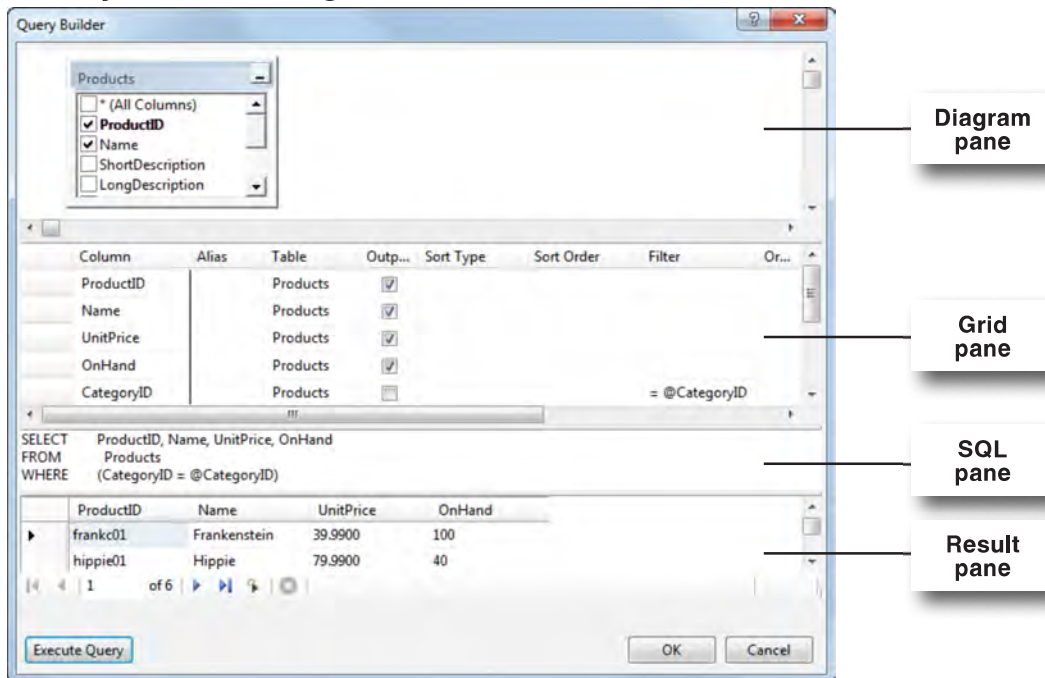 Query Builder
Products
* (All Columns)
ProductID
Name
ShortDescription
LongDescription
Diagram
pane
Column Alias Table Outp... Sort Type Sort Order Filter Or...
ProductID Products
Name Products
UnitPrice Products
OnHand Products
CategoryID Products = @CategoryID
Grid
pane
SELECT ProductID, Name, UnitPrice, OnHand
FROM Products
WHERE (CategoryID = @CategoryID)
SQL
pane
ProductID Name UnitPrice OnHand
frankc01 Frankenstein 39.9900 100
hippie01 Hippie 79.9900 40
1 of 6
Result
pane
Execute Query OK Cancel